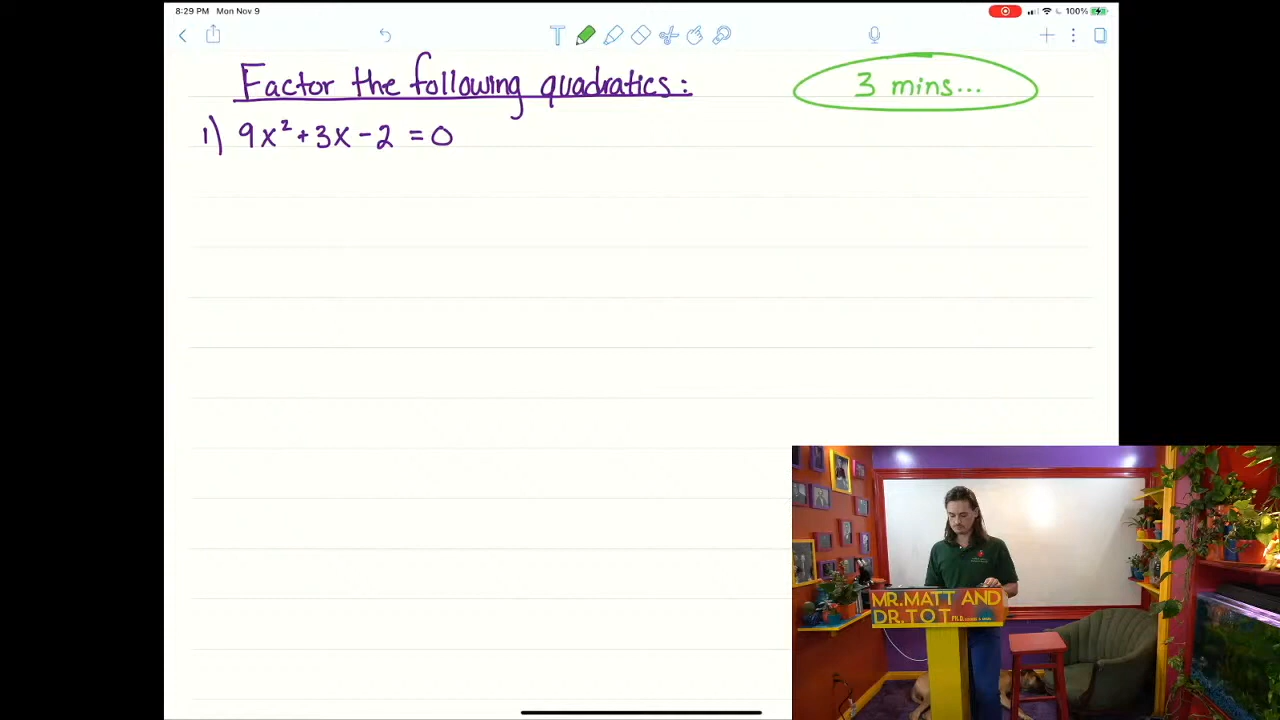 8:29 PM Mon Nov 9
100%
T
Factor the following quadratics:
3 mins...
1) 9x² + 3x - 2 = 0
MR.MATT AND
DR.TOT PH.D.